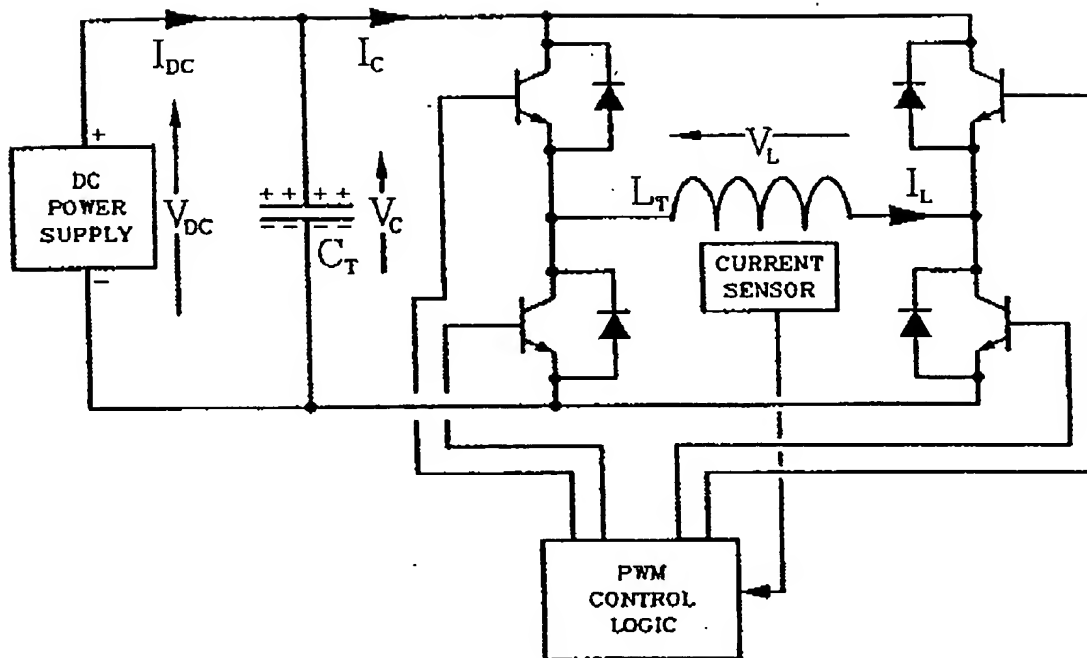 I_DC I_C
+
DC
POWER
SUPPLY
−
V_DC
+ + + +
− − − −
C_T
V_C
V_L
L_T
I_L
CURRENT
SENSOR
PWM
CONTROL
LOGIC